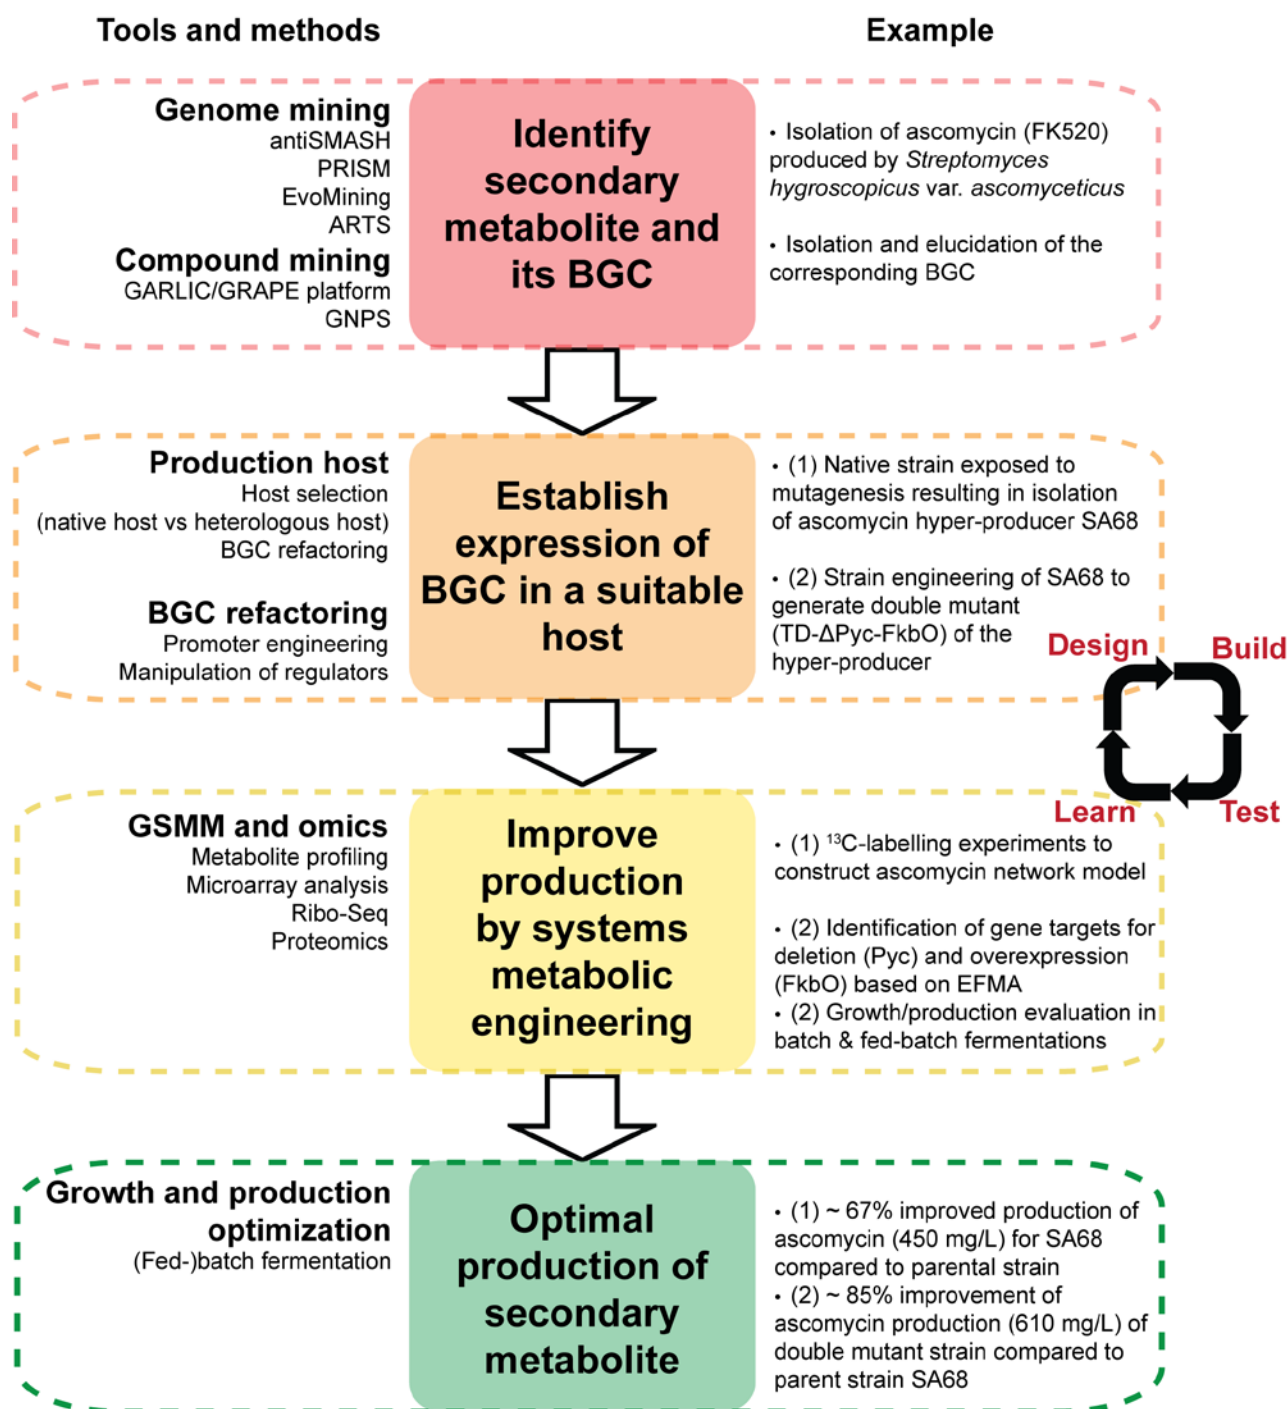 Tools and methods
Example
Genome mining
antiSMASH
PRISM
EvoMining
ARTS
Compound mining
GARLIC/GRAPE platform
GNPS
Identify
secondary
metabolite and
its BGC
• Isolation of ascomycin (FK520)
produced by Streptomyces
hygroscopicus var. ascomyceticus
• Isolation and elucidation of the
corresponding BGC
Production host
Host selection
(native host vs heterologous host)
BGC refactoring
BGC refactoring
Promoter engineering
Manipulation of regulators
Establish
expression of
BGC in a suitable
host
• (1) Native strain exposed to
mutagenesis resulting in isolation
of ascomycin hyper-producer SA68
• (2) Strain engineering of SA68 to
generate double mutant
(TD-ΔPyc-FkbO) of the
hyper-producer
Design
Build
Learn
Test
GSMM and omics
Metabolite profiling
Microarray analysis
Ribo-Seq
Proteomics
Improve
production
by systems
metabolic
engineering
• (1) ¹³C-labelling experiments to
construct ascomycin network model
• (2) Identification of gene targets for
deletion (Pyc) and overexpression
(FkbO) based on EFMA
• (2) Growth/production evaluation in
batch & fed-batch fermentations
Growth and production
optimization
(Fed-)batch fermentation
Optimal
production of
secondary
metabolite
• (1) ~ 67% improved production of
ascomycin (450 mg/L) for SA68
compared to parental strain
• (2) ~ 85% improvement of
ascomycin production (610 mg/L) of
double mutant strain compared to
parent strain SA68